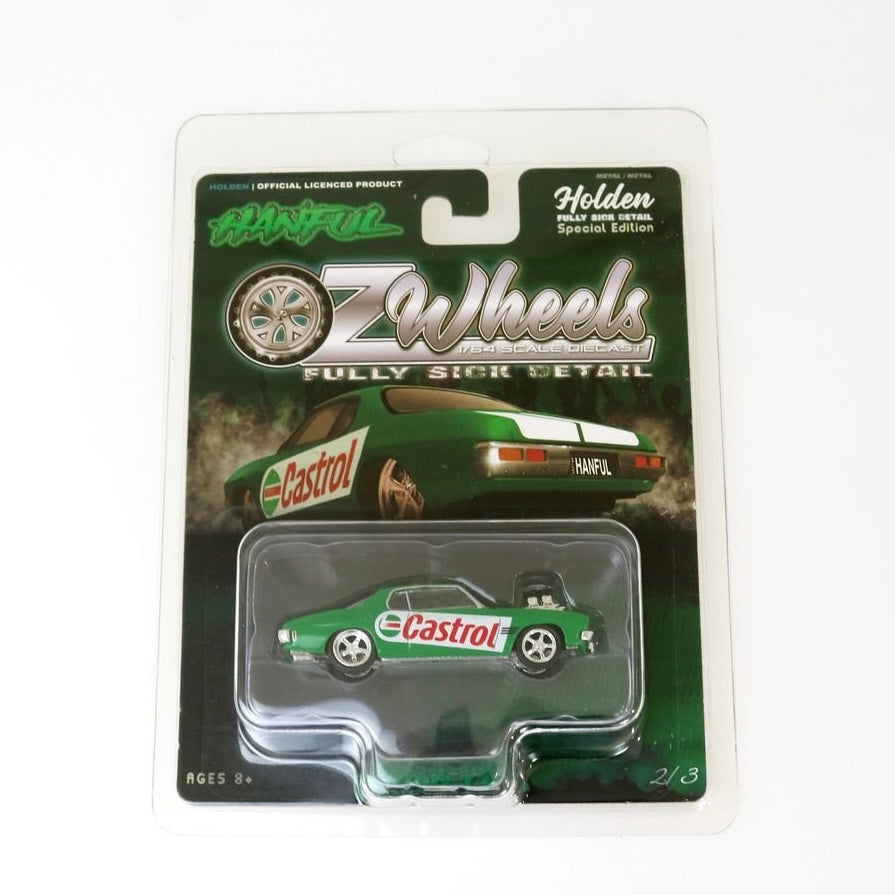 HOLDEN | OFFICIAL LICENCED PRODUCT
METAL / METAL
HANFUL
Holden
FULLY SICK DETAIL
Special Edition
OZ Wheels
1/64 SCALE DIECAST
FULLY SICK DETAIL
Castrol
HANFUL
Castrol
AGES 8+
2/3